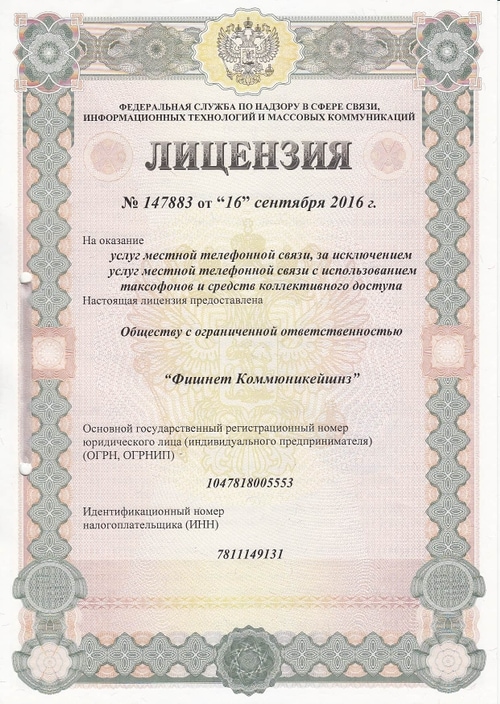 ФЕДЕРАЛЬНАЯ СЛУЖБА ПО НАДЗОРУ В СФЕРЕ СВЯЗИ,
ИНФОРМАЦИОННЫХ ТЕХНОЛОГИЙ И МАССОВЫХ КОММУНИКАЦИЙ
ЛИЦЕНЗИЯ
№ 147883 от “16” сентября 2016 г.
На оказание
услуг местной телефонной связи, за исключением
услуг местной телефонной связи с использованием
таксофонов и средств коллективного доступа
Настоящая лицензия предоставлена
Обществу с ограниченной ответственностью
“Фишнет Коммюникейшнз”
Основной государственный регистрационный номер
юридического лица (индивидуального предпринимателя)
(ОГРН, ОГРНИП)
1047818005553
Идентификационный номер
налогоплательщика (ИНН)
7811149131